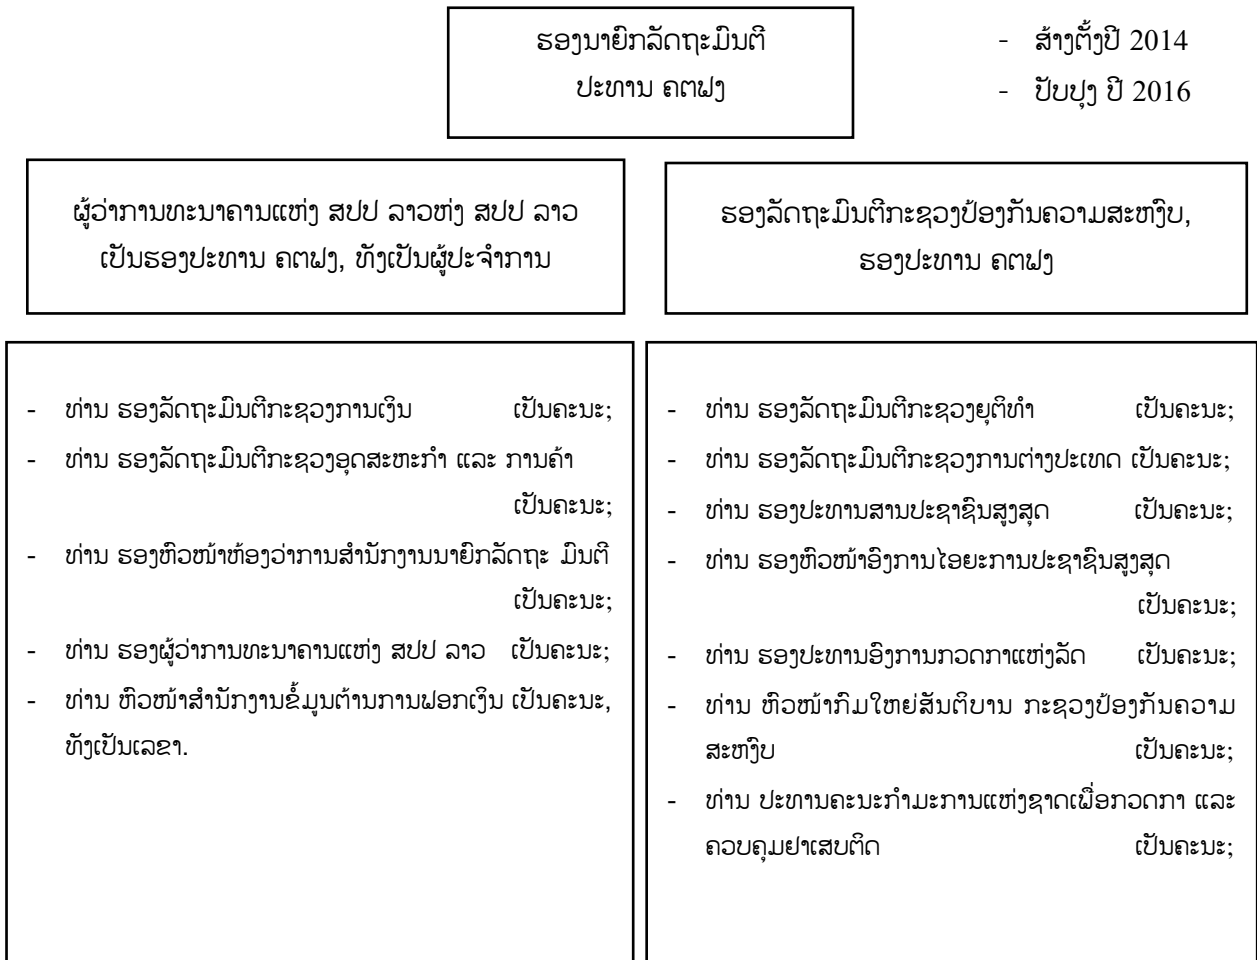 ຮອງນາຍົກລັດຖະມົນຕີ
ປະທານ ຄຕຟງ
- ສ້າງຕັ້ງປີ 2014
- ປັບປຸງ ປີ 2016
ຜູ້ວ່າການທະນາຄານແຫ່ງ ສປປ ລາວຫ່ງ ສປປ ລາວ
ເປັນຮອງປະທານ ຄຕຟງ, ທັງເປັນຜູ້ປະຈຳການ
ຮອງລັດຖະມົນຕີກະຊວງປ້ອງກັນຄວາມສະຫງົບ,
ຮອງປະທານ ຄຕຟງ
- ທ່ານ ຮອງລັດຖະມົນຕີກະຊວງການເງິນ ເປັນຄະນະ;
- ທ່ານ ຮອງລັດຖະມົນຕີກະຊວງອຸດສະຫະກຳ ແລະ ການຄ້າ
ເປັນຄະນະ;
- ທ່ານ ຮອງຫົວໜ້າຫ້ອງວ່າການສຳນັກງານນາຍົກລັດຖະ ມົນຕີ
ເປັນຄະນະ;
- ທ່ານ ຮອງຜູ້ວ່າການທະນາຄານແຫ່ງ ສປປ ລາວ ເປັນຄະນະ;
- ທ່ານ ຫົວໜ້າສຳນັກງານຂໍ້ມູນຕ້ານການຟອກເງິນ ເປັນຄະນະ,
ທັງເປັນເລຂາ.
- ທ່ານ ຮອງລັດຖະມົນຕີກະຊວງຍຸຕິທຳ ເປັນຄະນະ;
- ທ່ານ ຮອງລັດຖະມົນຕີກະຊວງການຕ່າງປະເທດ ເປັນຄະນະ;
- ທ່ານ ຮອງປະທານສານປະຊາຊົນສູງສຸດ ເປັນຄະນະ;
- ທ່ານ ຮອງຫົວໜ້າອົງການໄອຍະການປະຊາຊົນສູງສຸດ
ເປັນຄະນະ;
- ທ່ານ ຮອງປະທານອົງການກວດກາແຫ່ງລັດ ເປັນຄະນະ;
- ທ່ານ ຫົວໜ້າກົມໃຫຍ່ສັນຕິບານ ກະຊວງປ້ອງກັນຄວາມ
ສະຫງົບ ເປັນຄະນະ;
- ທ່ານ ປະທານຄະນະກຳມະການແຫ່ງຊາດເພື່ອກວດກາ ແລະ
ຄວບຄຸມຢາເສບຕິດ ເປັນຄະນະ;